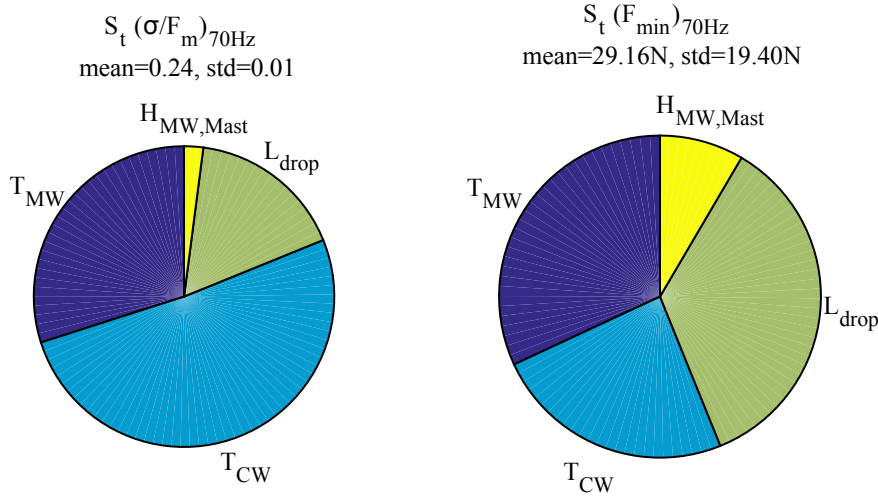 S_t (σ/F_m)_70Hz
mean=0.24, std=0.01
H_MW,Mast
L_drop
T_MW
T_CW
S_t (F_min)_70Hz
mean=29.16N, std=19.40N
H_MW,Mast
T_MW
L_drop
T_CW